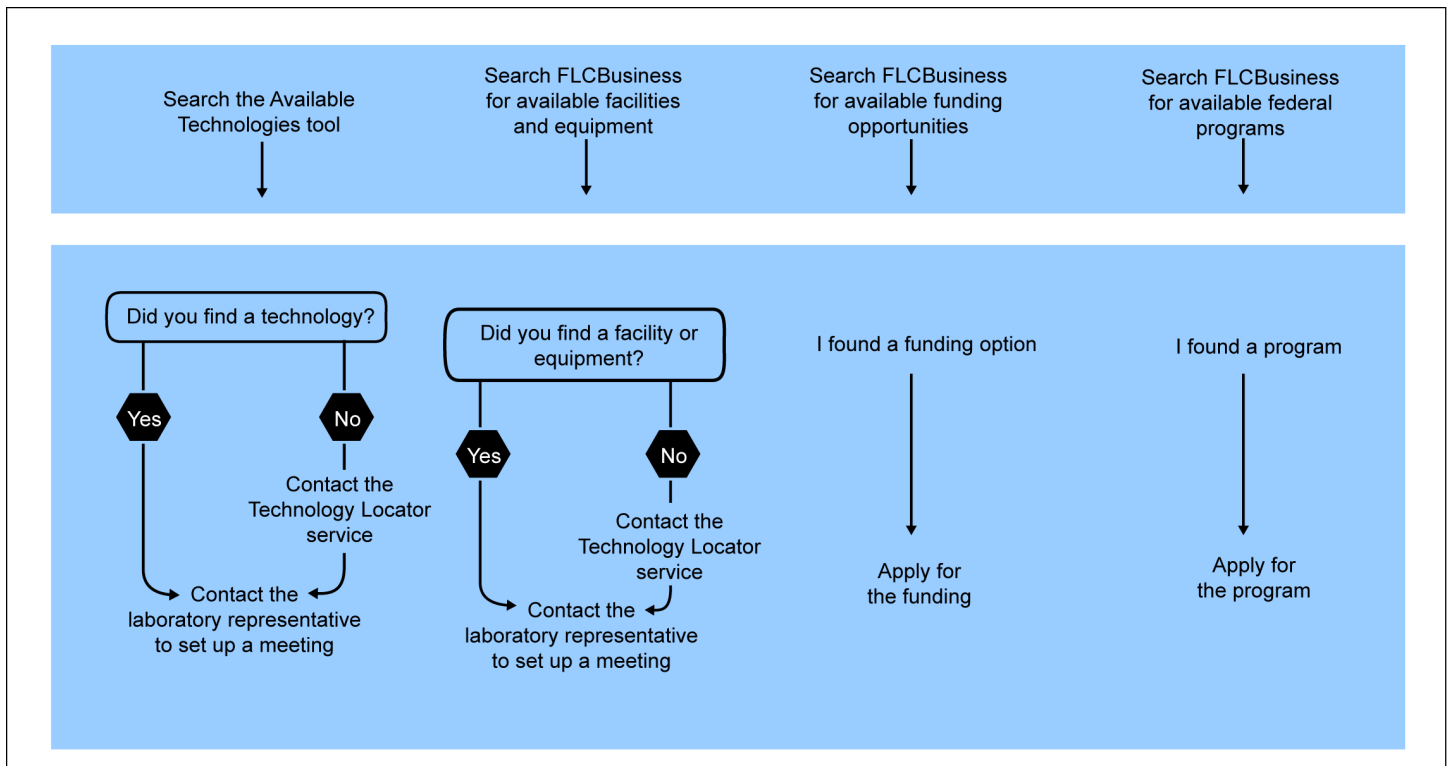 Search the Available
Technologies tool
Search FLCBusiness
for available facilities
and equipment
Search FLCBusiness
for available funding
opportunities
Search FLCBusiness
for available federal
programs
Did you find a technology?
Yes
No
Contact the
Technology Locator
service
Contact the
laboratory representative
to set up a meeting
Did you find a facility or
equipment?
Yes
No
Contact the
Technology Locator
service
Contact the
laboratory representative
to set up a meeting
I found a funding option
Apply for
the funding
I found a program
Apply for
the program